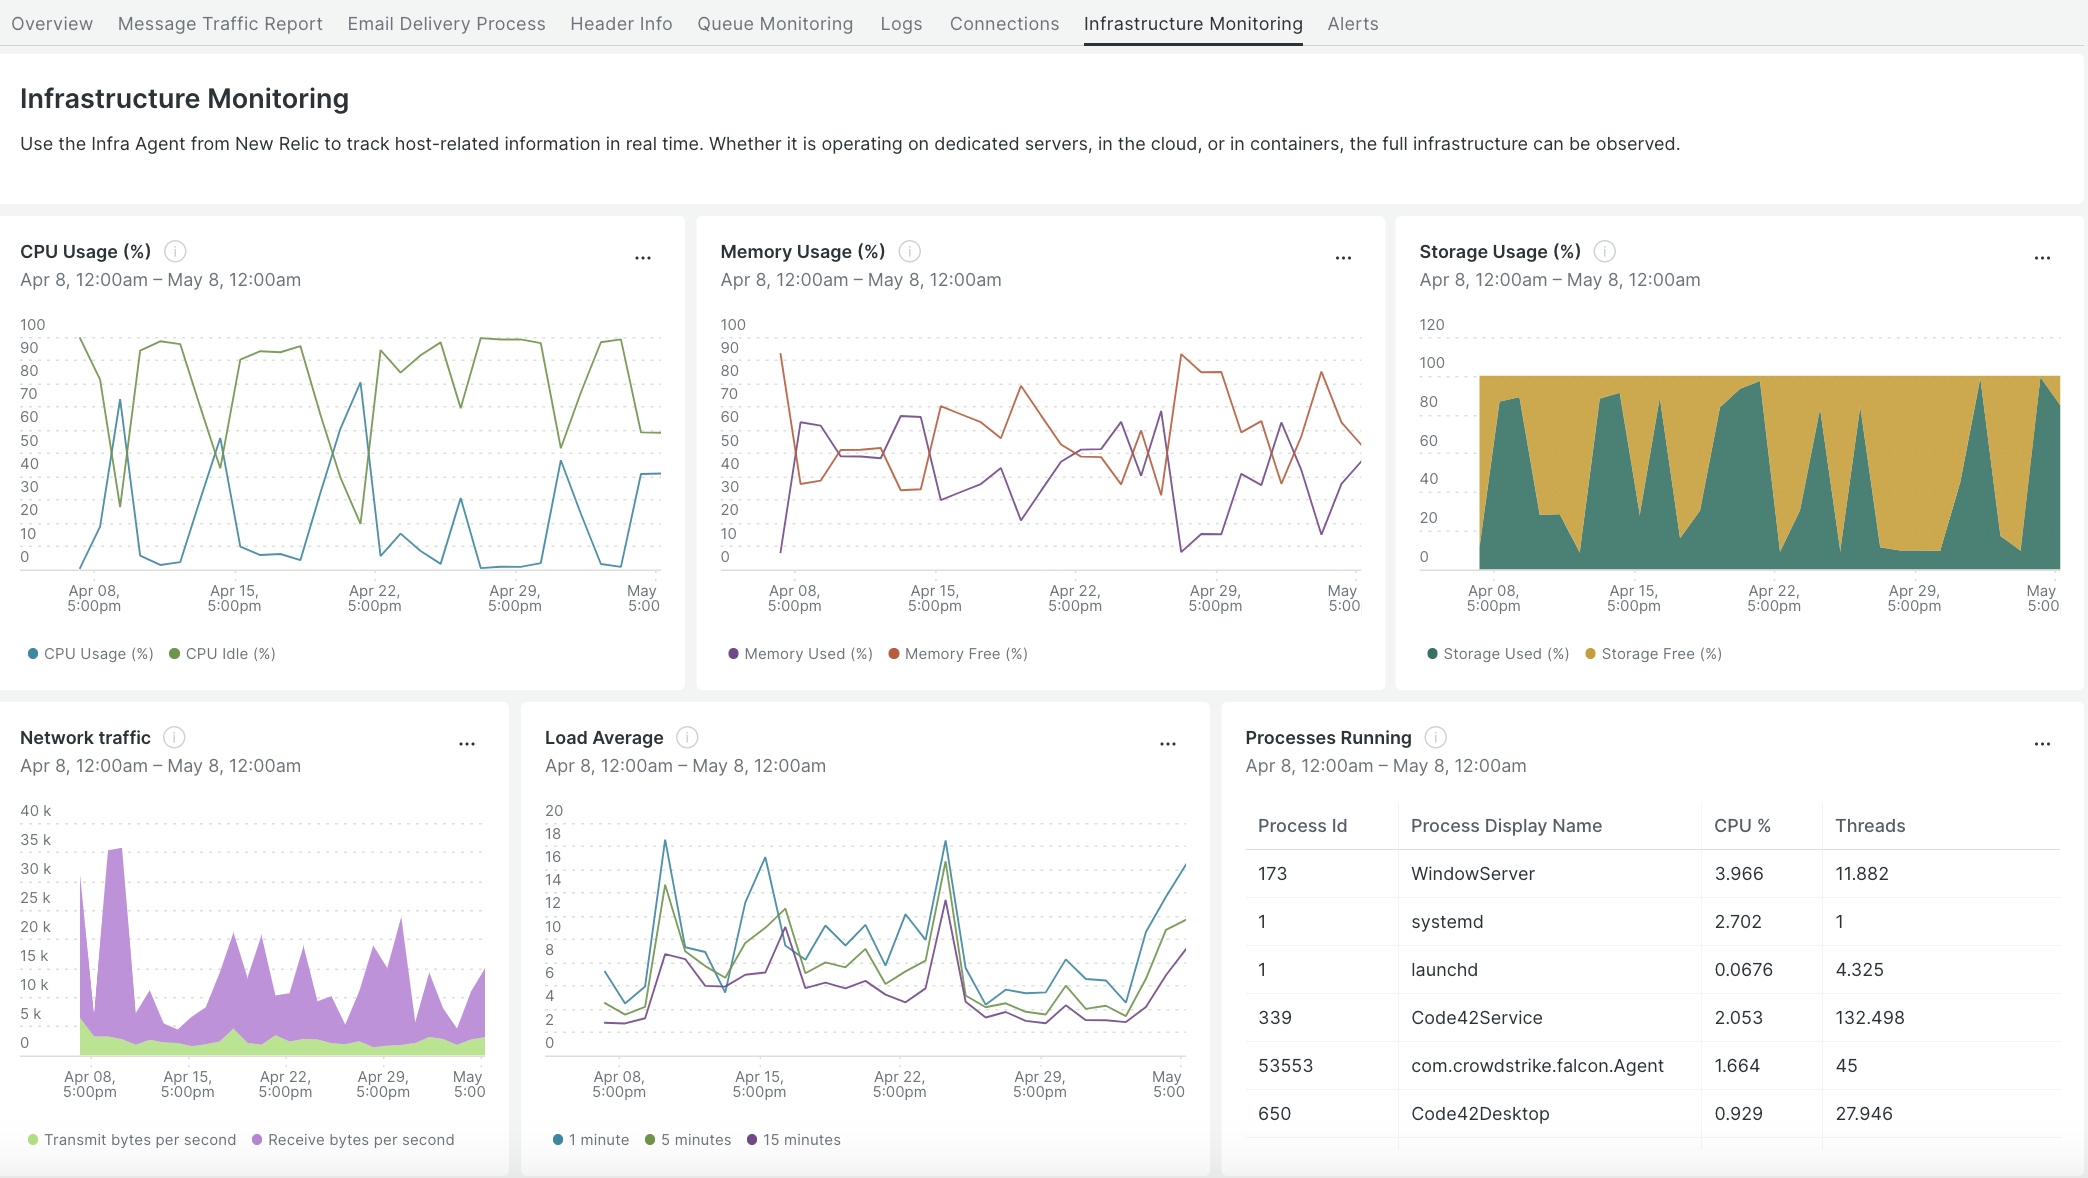 Overview Message Traffic Report Email Delivery Process Header Info Queue Monitoring Logs Connections Infrastructure Monitoring Alerts
Infrastructure Monitoring
Use the Infra Agent from New Relic to track host-related information in real time. Whether it is operating on dedicated servers, in the cloud, or in containers, the full infrastructure can be observed.
CPU Usage (%)
Apr 8, 12:00am – May 8, 12:00am
100
90
80
70
60
50
40
30
20
10
0
Apr 08, Apr 15, Apr 22, Apr 29, May
5:00pm 5:00pm 5:00pm 5:00pm 5:00
CPU Usage (%) CPU Idle (%)
Memory Usage (%)
Apr 8, 12:00am – May 8, 12:00am
100
90
80
70
60
50
40
30
20
10
0
Apr 08, Apr 15, Apr 22, Apr 29, May
5:00pm 5:00pm 5:00pm 5:00pm 5:00
Memory Used (%) Memory Free (%)
Storage Usage (%)
Apr 8, 12:00am – May 8, 12:00am
120
100
80
60
40
20
0
Apr 08, Apr 15, Apr 22, Apr 29, May
5:00pm 5:00pm 5:00pm 5:00pm 5:00
Storage Used (%) Storage Free (%)
Network traffic
Apr 8, 12:00am – May 8, 12:00am
40 k
35 k
30 k
25 k
20 k
15 k
10 k
5 k
0
Apr 08, Apr 15, Apr 22, Apr 29, May
5:00pm 5:00pm 5:00pm 5:00pm 5:00
Transmit bytes per second Receive bytes per second
Load Average
Apr 8, 12:00am – May 8, 12:00am
20
18
16
14
12
10
8
6
4
2
0
Apr 08, Apr 15, Apr 22, Apr 29, May
5:00pm 5:00pm 5:00pm 5:00pm 5:00
1 minute 5 minutes 15 minutes
Processes Running
Apr 8, 12:00am – May 8, 12:00am
Process Id Process Display Name CPU % Threads
173 WindowServer 3.966 11.882
1 systemd 2.702 1
1 launchd 0.0676 4.325
339 Code42Service 2.053 132.498
53553 com.crowdstrike.falcon.Agent 1.664 45
650 Code42Desktop 0.929 27.946